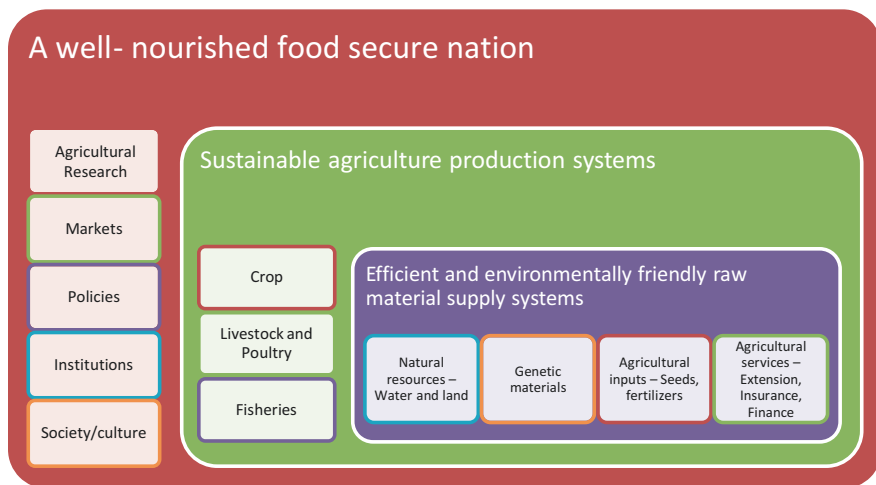 A well- nourished food secure nation
Agricultural
Research
Markets
Policies
Institutions
Society/culture
Sustainable agriculture production systems
Crop
Livestock and
Poultry
Fisheries
Efficient and environmentally friendly raw
material supply systems
Natural
resources –
Water and land
Genetic
materials
Agricultural
inputs – Seeds,
fertilizers
Agricultural
services –
Extension,
Insurance,
Finance